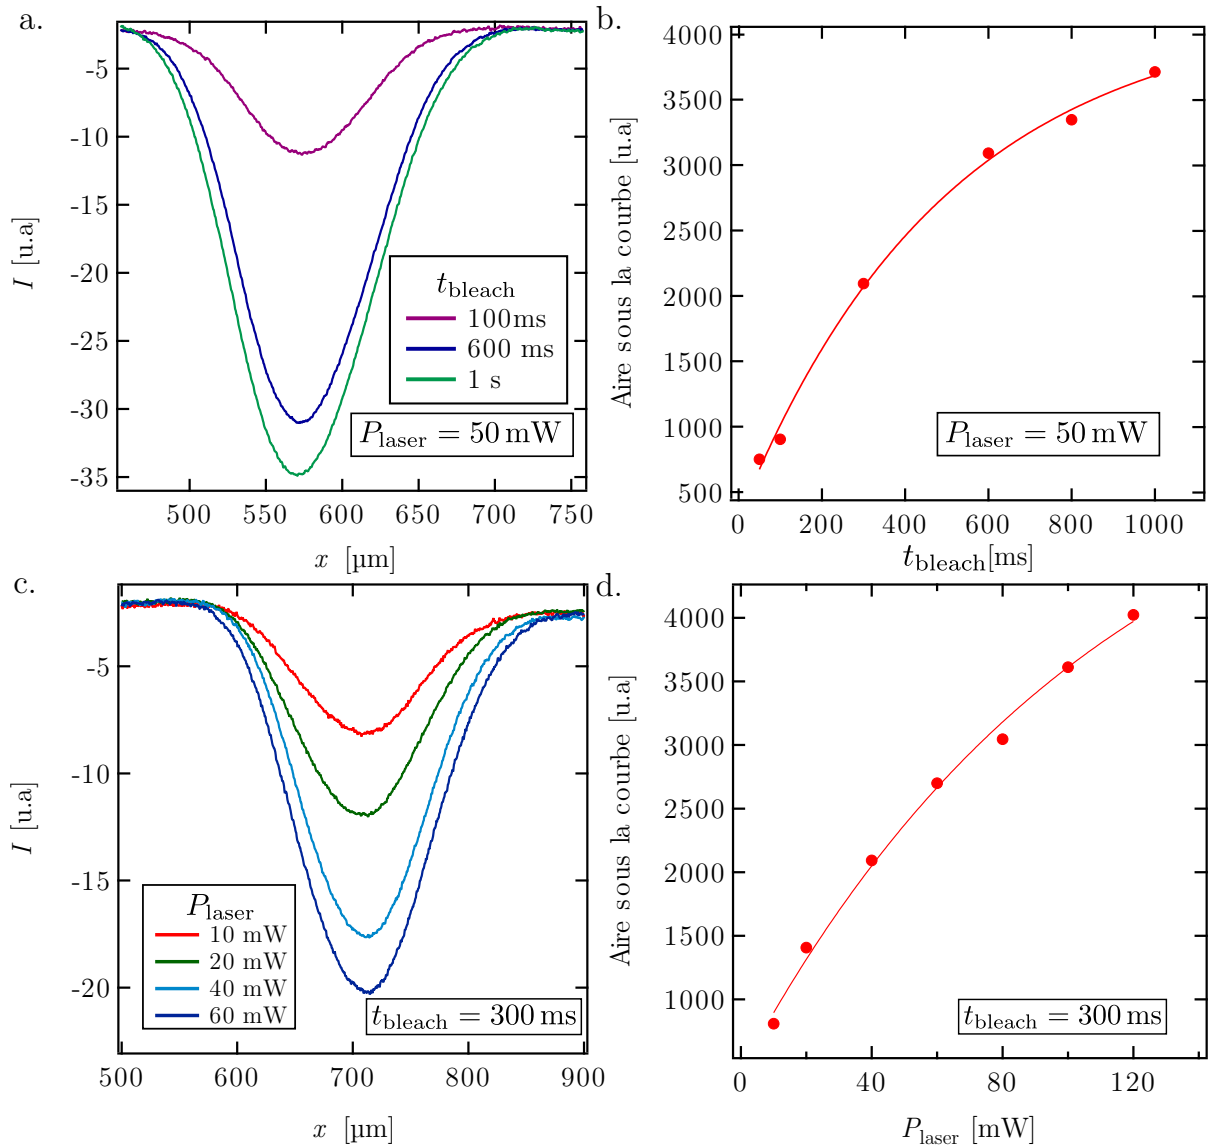 a.
-5
-10
-15
-20
-25
-30
-35
I [u.a]
500 550 600 650 700 750
x [µm]
t_bleach
100ms
600 ms
1 s
P_laser = 50 mW
b.
4000
3500
3000
2500
2000
1500
1000
500
Aire sous la courbe [u.a]
0 200 400 600 800 1000
t_bleach[ms]
P_laser = 50 mW
c.
-5
-10
-15
-20
I [u.a]
500 600 700 800 900
x [µm]
P_laser
10 mW
20 mW
40 mW
60 mW
t_bleach = 300 ms
d.
4000
3500
3000
2500
2000
1500
1000
Aire sous la courbe [u.a]
0 40 80 120
P_laser [mW]
t_bleach = 300 ms